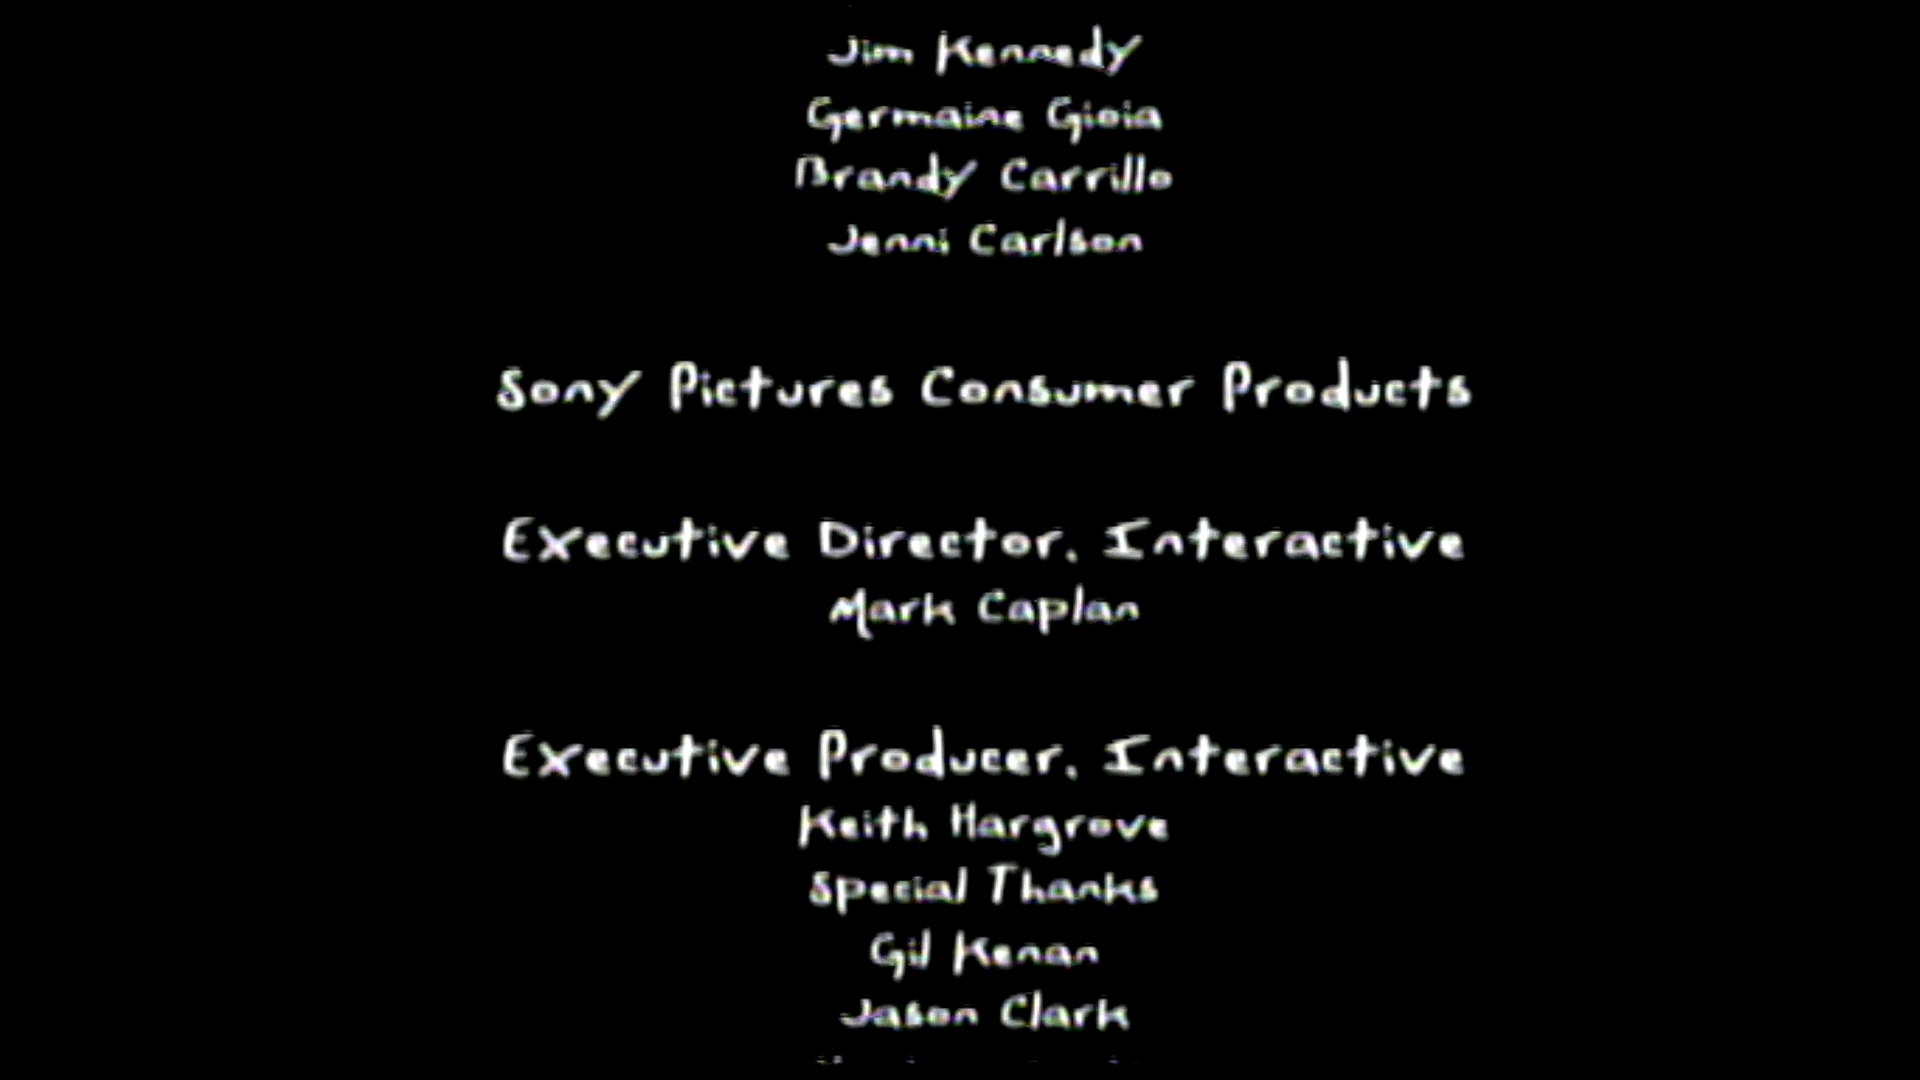 Jim Kennedy
Germaine Gioia
Brandy Carrillo
Jenni Carlson
Sony Pictures Consumer Products
Executive Director, Interactive
Mark Caplan
Executive Producer, Interactive
Keith Hargrove
Special Thanks
Gil Kenan
Jason Clark